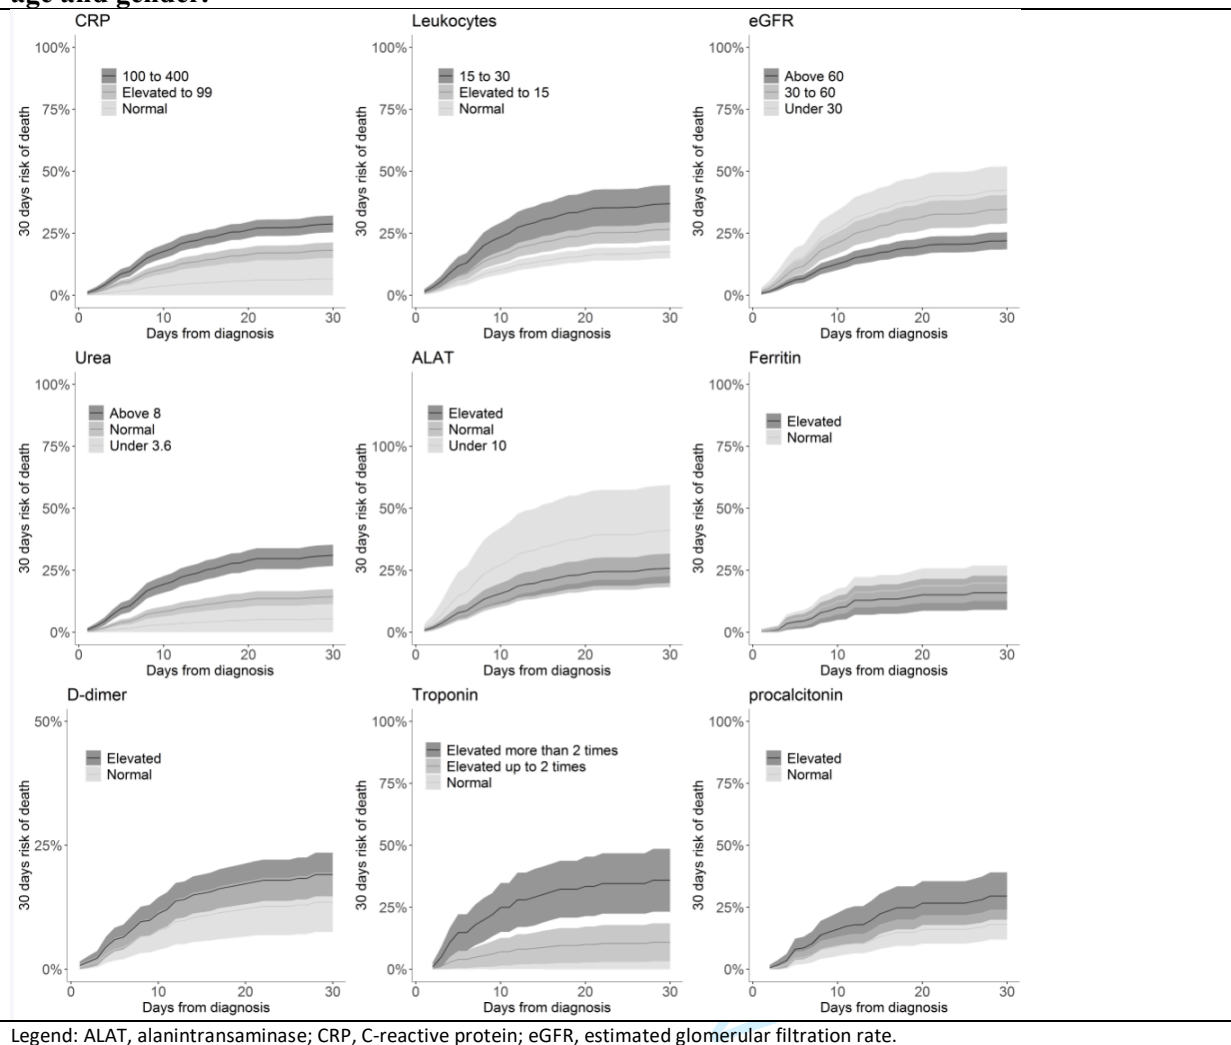 age and gender.
CRP
100%
75%
50%
25%
0%
30 days risk of death
100 to 400
Elevated to 99
Normal
0 10 20 30
Days from diagnosis
Leukocytes
100%
75%
50%
25%
0%
30 days risk of death
15 to 30
Elevated to 15
Normal
0 10 20 30
Days from diagnosis
eGFR
100%
75%
50%
25%
0%
30 days risk of death
Above 60
30 to 60
Under 30
0 10 20 30
Days from diagnosis
Urea
100%
75%
50%
25%
0%
30 days risk of death
Above 8
Normal
Under 3.6
0 10 20 30
Days from diagnosis
ALAT
100%
50%
25%
0%
30 days risk of death
Elevated
Normal
Under 10
0 10 20 30
Days from diagnosis
Ferritin
100%
75%
50%
25%
0%
30 days risk of death
Elevated
Normal
0 10 20 30
Days from diagnosis
D-dimer
50%
25%
0%
30 days risk of death
Elevated
Normal
0 10 20 30
Days from diagnosis
Troponin
100%
75%
50%
25%
0%
30 days risk of death
Elevated more than 2 times
Elevated up to 2 times
Normal
0 10 20 30
Days from diagnosis
procalcitonin
100%
75%
50%
25%
0%
30 days risk of death
Elevated
Normal
0 10 20 30
Days from diagnosis
Legend: ALAT, alanintransaminase; CRP, C-reactive protein; eGFR, estimated glomerular filtration rate.